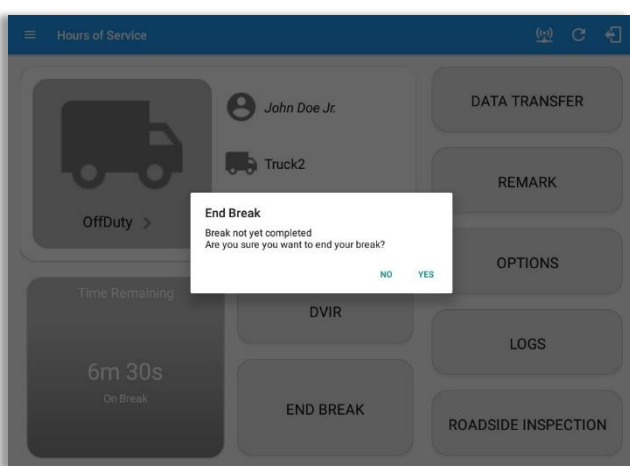 Hours of Service
John Doe Jr.
Truck2
OffDuty
DATA TRANSFER
REMARK
OPTIONS
LOGS
ROADSIDE INSPECTION
End Break
Break not yet completed
Are you sure you want to end your break?
NO YES
Time Remaining
6m 30s
On Break
DVIR
END BREAK